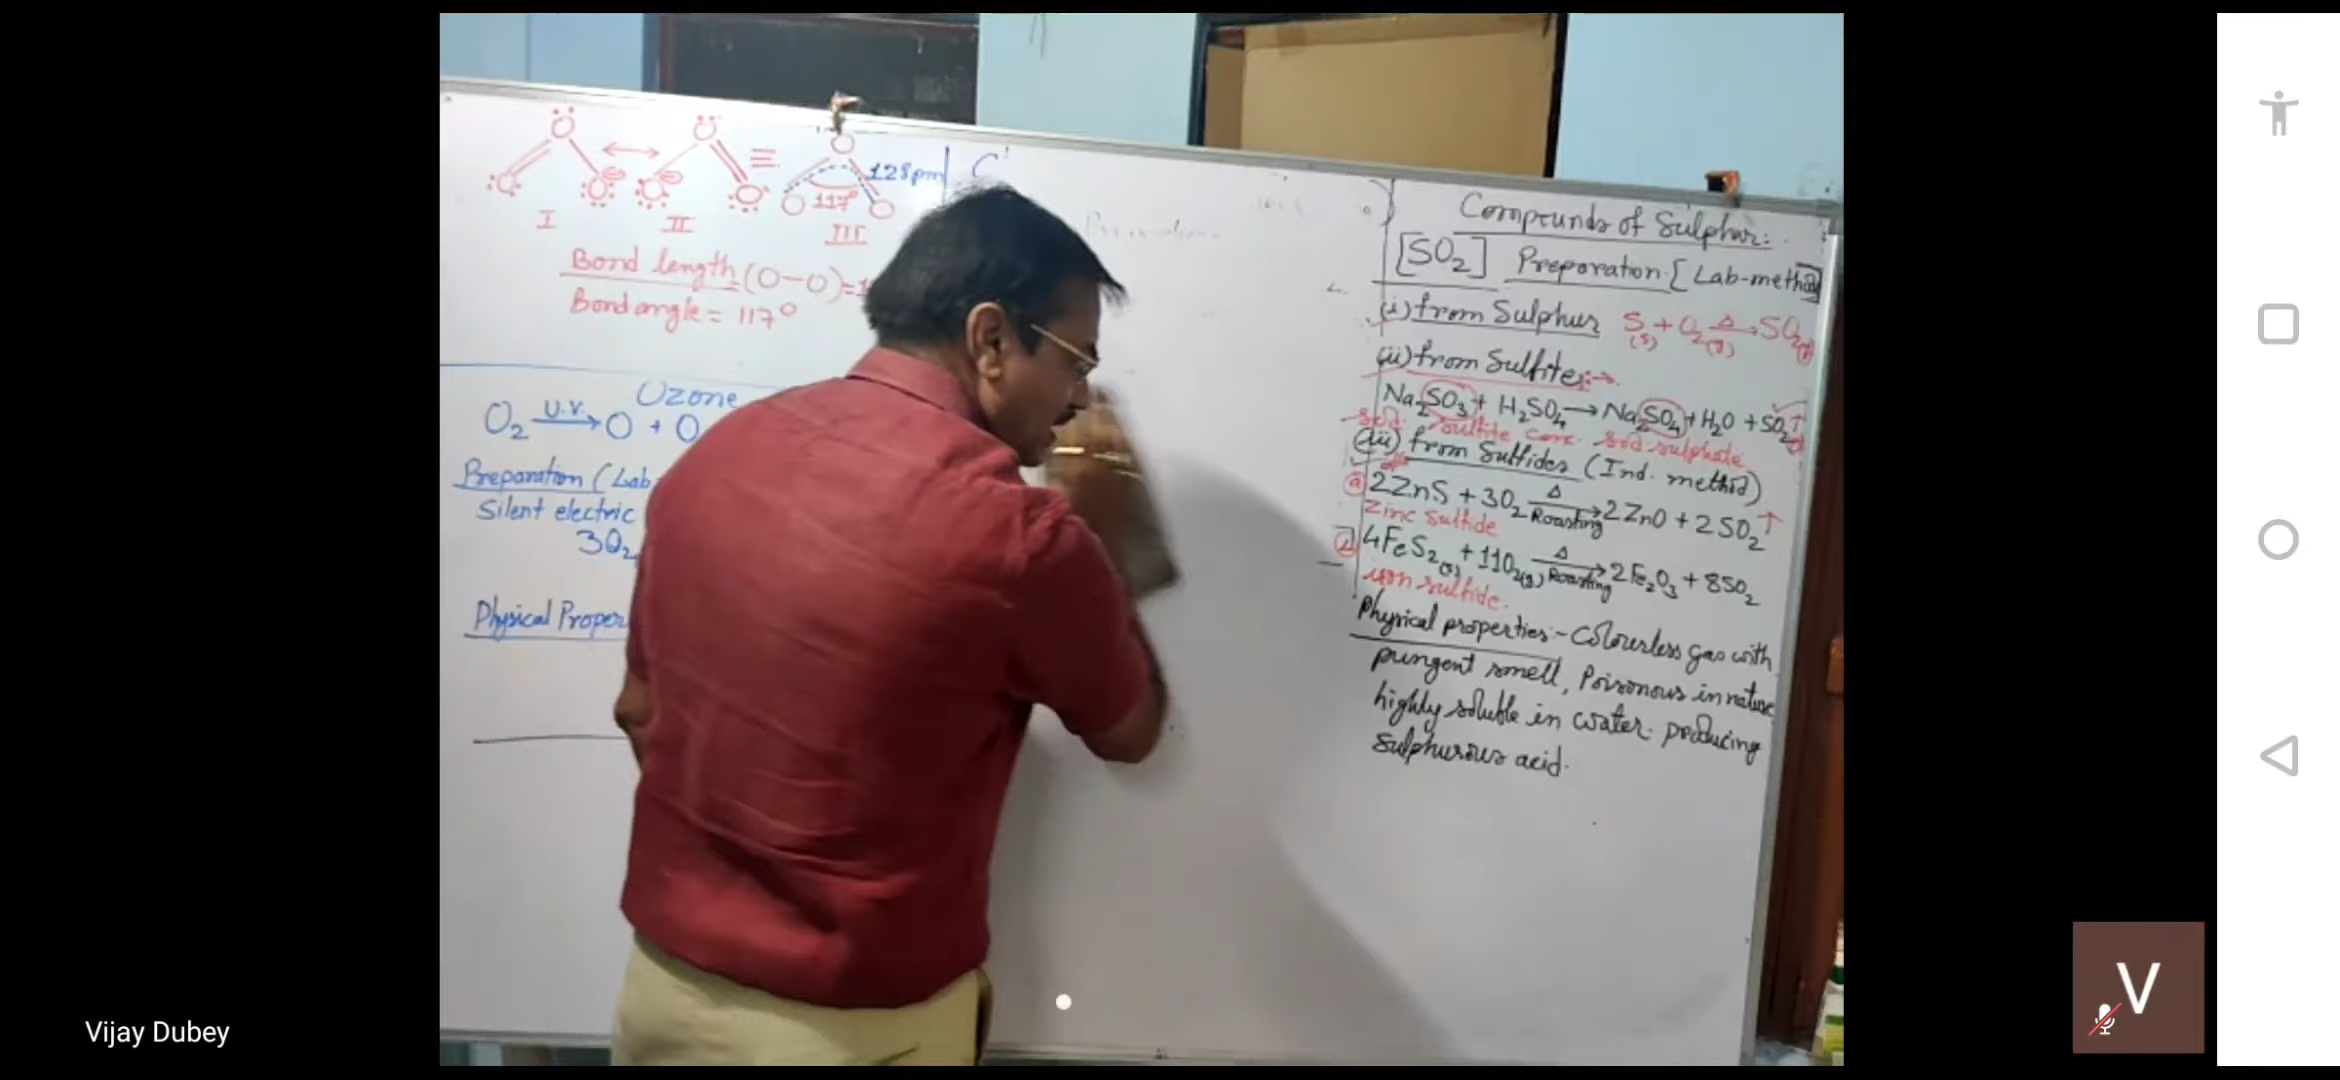 I II III
117° 128pm
Bond length (O-O)=
Bond angle = 117°
Ozone
O₂ U.V. → O + O
Preparation (Lab
Silent electric
3O₂
Physical Proper
C
Compounds of Sulphur:
[SO₂] Preparation [Lab-method]
(i) from Sulphur S(s) + O₂(g) Δ→ SO₂(g)
(ii) from Sulfite:→
Na₂SO₃ + H₂SO₄ → Na₂SO₄ + H₂O + SO₂↑
sod. sulfite conc. sod. sulphate
(iii) from Sulfides (Ind. method)
a 2ZnS + 3O₂ Δ→ Roasting 2ZnO + 2SO₂↑
Zinc Sulfide
4FeS₂(s) + 11O₂(g) Δ→ Roasting 2Fe₂O₃ + 8SO₂
iron sulfide.
Physical properties:- Colourless gas with
pungent smell, Poisonous in nature
highly soluble in water. producing
Sulphurous acid.
Vijay Dubey
V